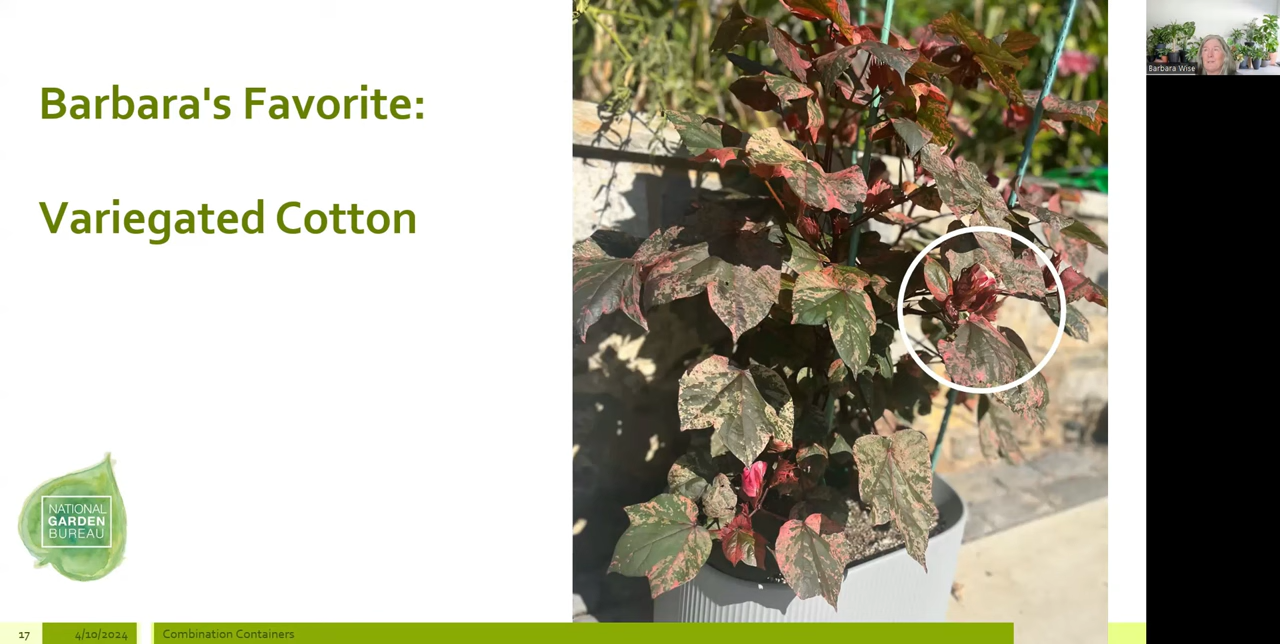 Barbara's Favorite:
Variegated Cotton
Barbara Wise
NATIONAL
GARDEN
BUREAU
17
4/10/2024
Combination Containers